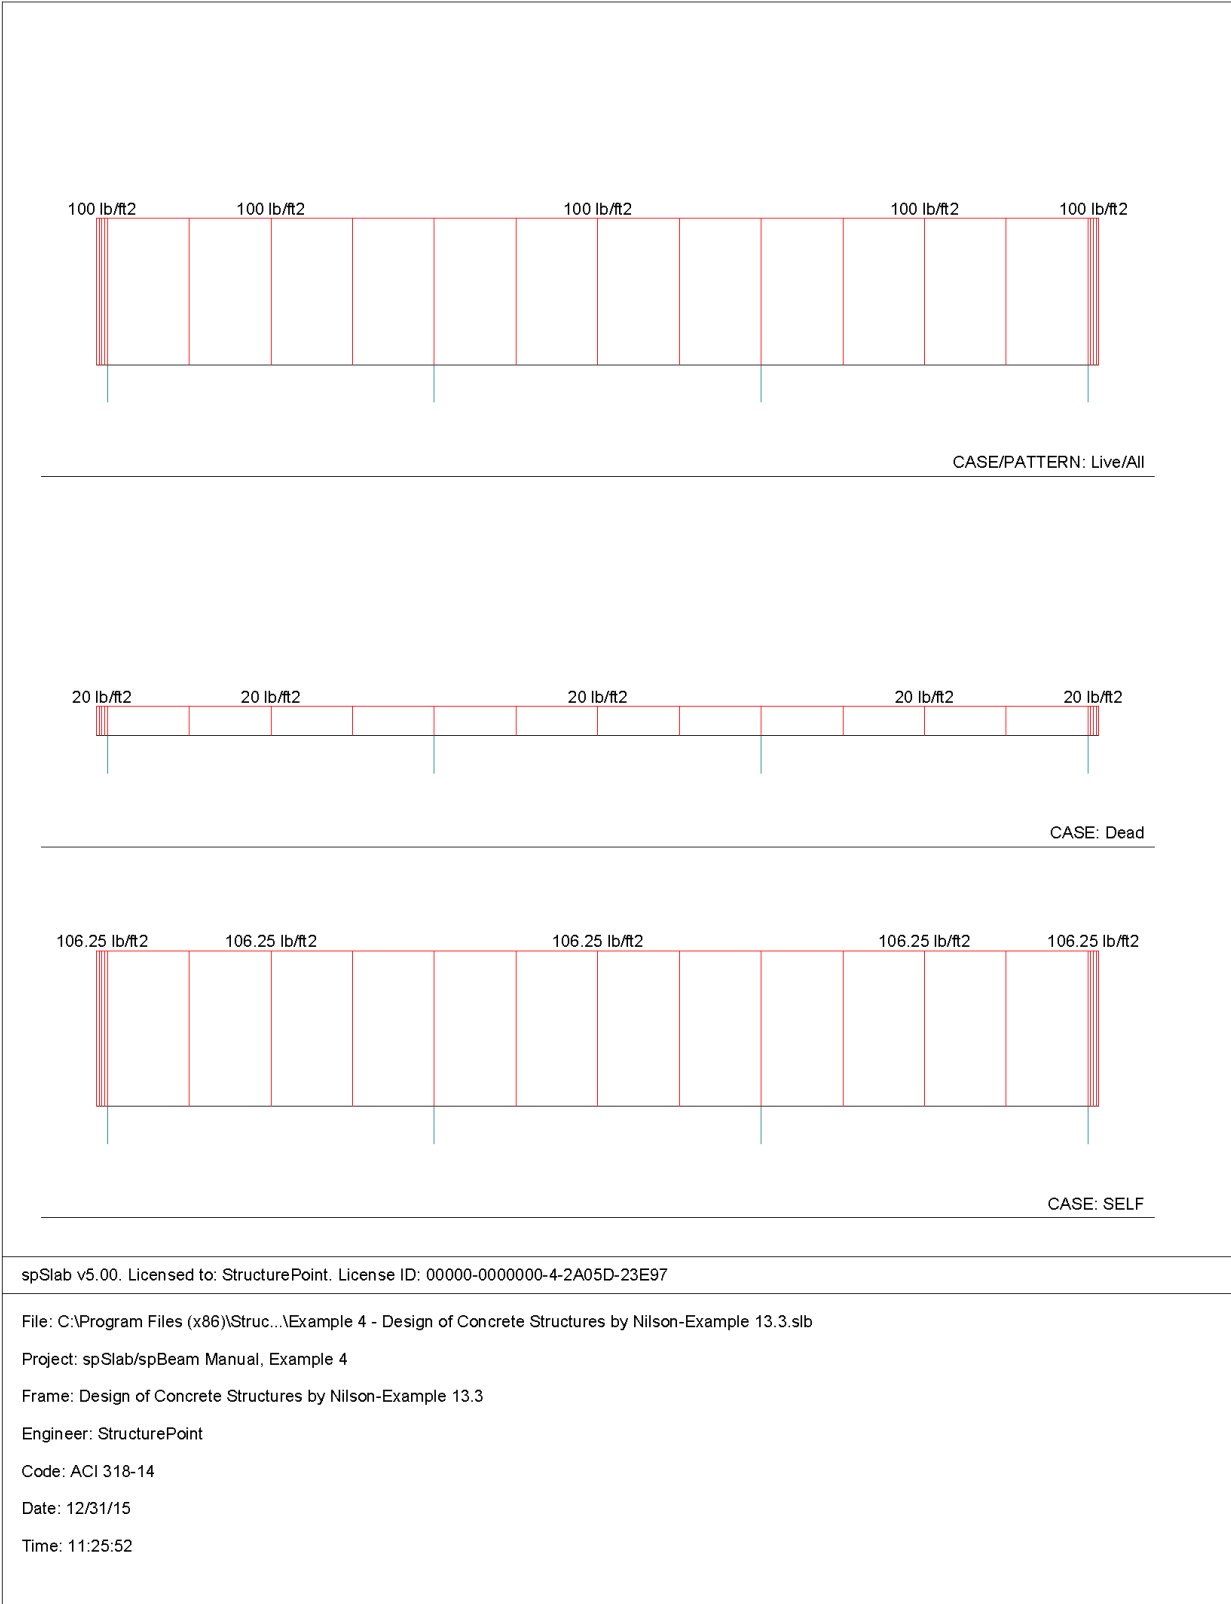 100 lb/ft2 100 lb/ft2 100 lb/ft2 100 lb/ft2 100 lb/ft2
CASE/PATTERN: Live/All
20 lb/ft2 20 lb/ft2 20 lb/ft2 20 lb/ft2 20 lb/ft2
CASE: Dead
106.25 lb/ft2 106.25 lb/ft2 106.25 lb/ft2 106.25 lb/ft2 106.25 lb/ft2
CASE: SELF
spSlab v5.00. Licensed to: StructurePoint. License ID: 00000-0000000-4-2A05D-23E97
File: C:\Program Files (x86)\Struc...\Example 4 - Design of Concrete Structures by Nilson-Example 13.3.slb
Project: spSlab/spBeam Manual, Example 4
Frame: Design of Concrete Structures by Nilson-Example 13.3
Engineer: StructurePoint
Code: ACI 318-14
Date: 12/31/15
Time: 11:25:52